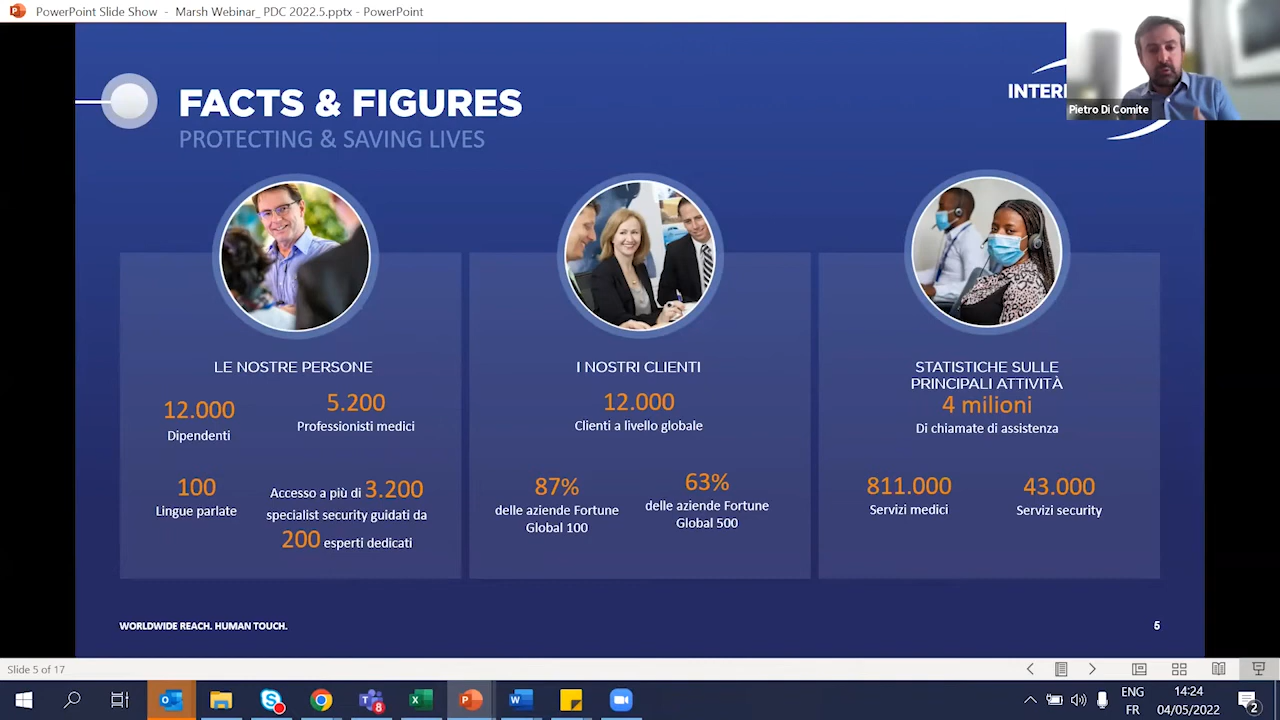 PowerPoint Slide Show - Marsh Webinar_ PDC 2022.5.pptx - PowerPoint
FACTS & FIGURES
PROTECTING & SAVING LIVES
Pietro Di Comite
LE NOSTRE PERSONE
12.000
Dipendenti
5.200
Professionisti medici
100
Lingue parlate
Accesso a più di 3.200
specialist security guidati da
200 esperti dedicati
I NOSTRI CLIENTI
12.000
Clienti a livello globale
87%
delle aziende Fortune
Global 100
63%
delle aziende Fortune
Global 500
STATISTICHE SULLE
PRINCIPALI ATTIVITÀ
4 milioni
Di chiamate di assistenza
811.000
Servizi medici
43.000
Servizi security
WORLDWIDE REACH. HUMAN TOUCH.
5
Slide 5 of 17
8
ENG
FR
14:24
04/05/2022
2